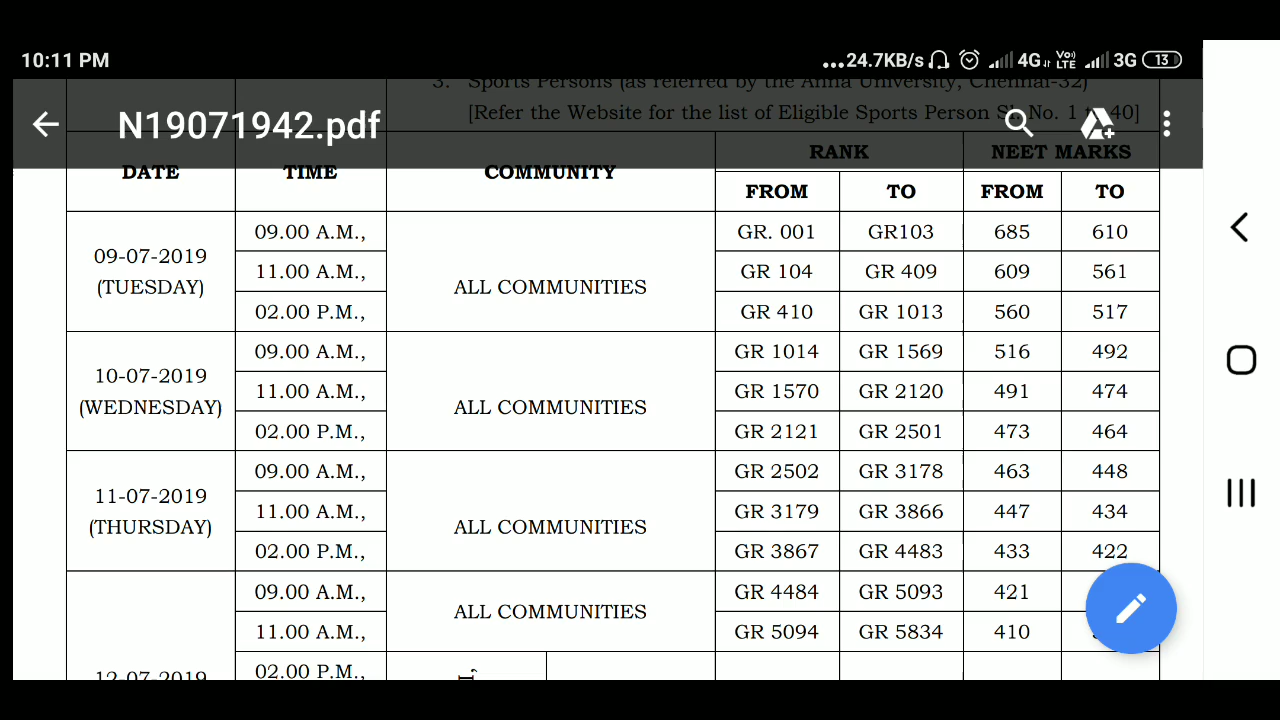 10:11 PM ...24.7KB/s 4G Vo) LTE 3G 13
3. Sports Persons (as referred by the Anna University, Chennai-32)
[Refer the Website for the list of Eligible Sports Person Sl. No. 1 to 40]
N19071942.pdf
DATE TIME COMMUNITY RANK NEET MARKS
FROM TO FROM TO
09-07-2019 (TUESDAY) ALL COMMUNITIES
09.00 A.M., GR. 001 GR103 685 610
11.00 A.M., GR 104 GR 409 609 561
02.00 P.M., GR 410 GR 1013 560 517
10-07-2019 (WEDNESDAY) ALL COMMUNITIES
09.00 A.M., GR 1014 GR 1569 516 492
11.00 A.M., GR 1570 GR 2120 491 474
02.00 P.M., GR 2121 GR 2501 473 464
11-07-2019 (THURSDAY) ALL COMMUNITIES
09.00 A.M., GR 2502 GR 3178 463 448
11.00 A.M., GR 3179 GR 3866 447 434
02.00 P.M., GR 3867 GR 4483 433 422
12-07-2019 ALL COMMUNITIES
09.00 A.M., GR 4484 GR 5093 421
11.00 A.M., GR 5094 GR 5834 410
02.00 P.M.,